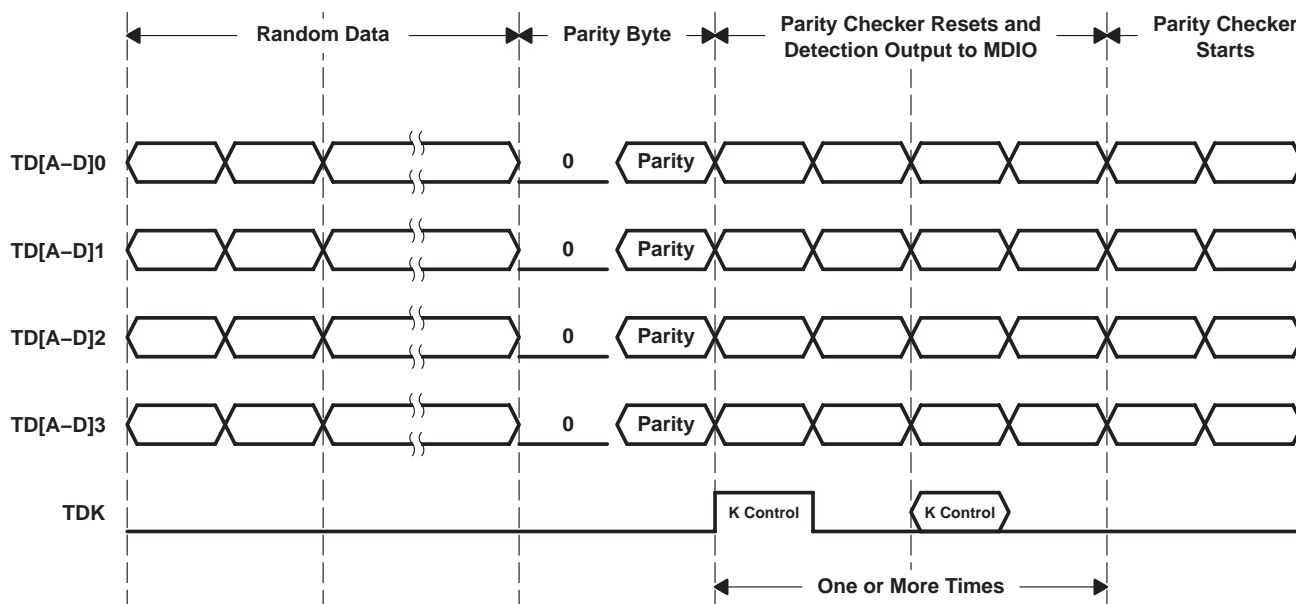 Random Data
Parity Byte
Parity Checker Resets and
Detection Output to MDIO
Parity Checker
Starts
TD[A–D]0
0
Parity
TD[A–D]1
0
Parity
TD[A–D]2
0
Parity
TD[A–D]3
0
Parity
TDK
K Control
K Control
One or More Times